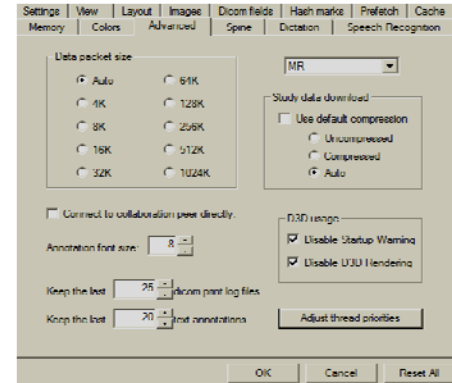 Settings View Layout Images Dicom fields Hash marks Prefetch Cache
Memory Colors Advanced Spine Dictation Speech Recognition
Data packet size
Auto 64K
4K 128K
8K 256K
16K 512K
32K 1024K
MR
Study data download
Use default compression
Uncompressed
Compressed
Auto
Connect to collaboration peer directly.
Annotation font size: 8
Keep the last 25 dicom print log files
Keep the last 20 text annotations
D3D usage
Disable Startup Warning
Disable D3D Rendering
Adjust thread priorities
OK Cancel Reset All